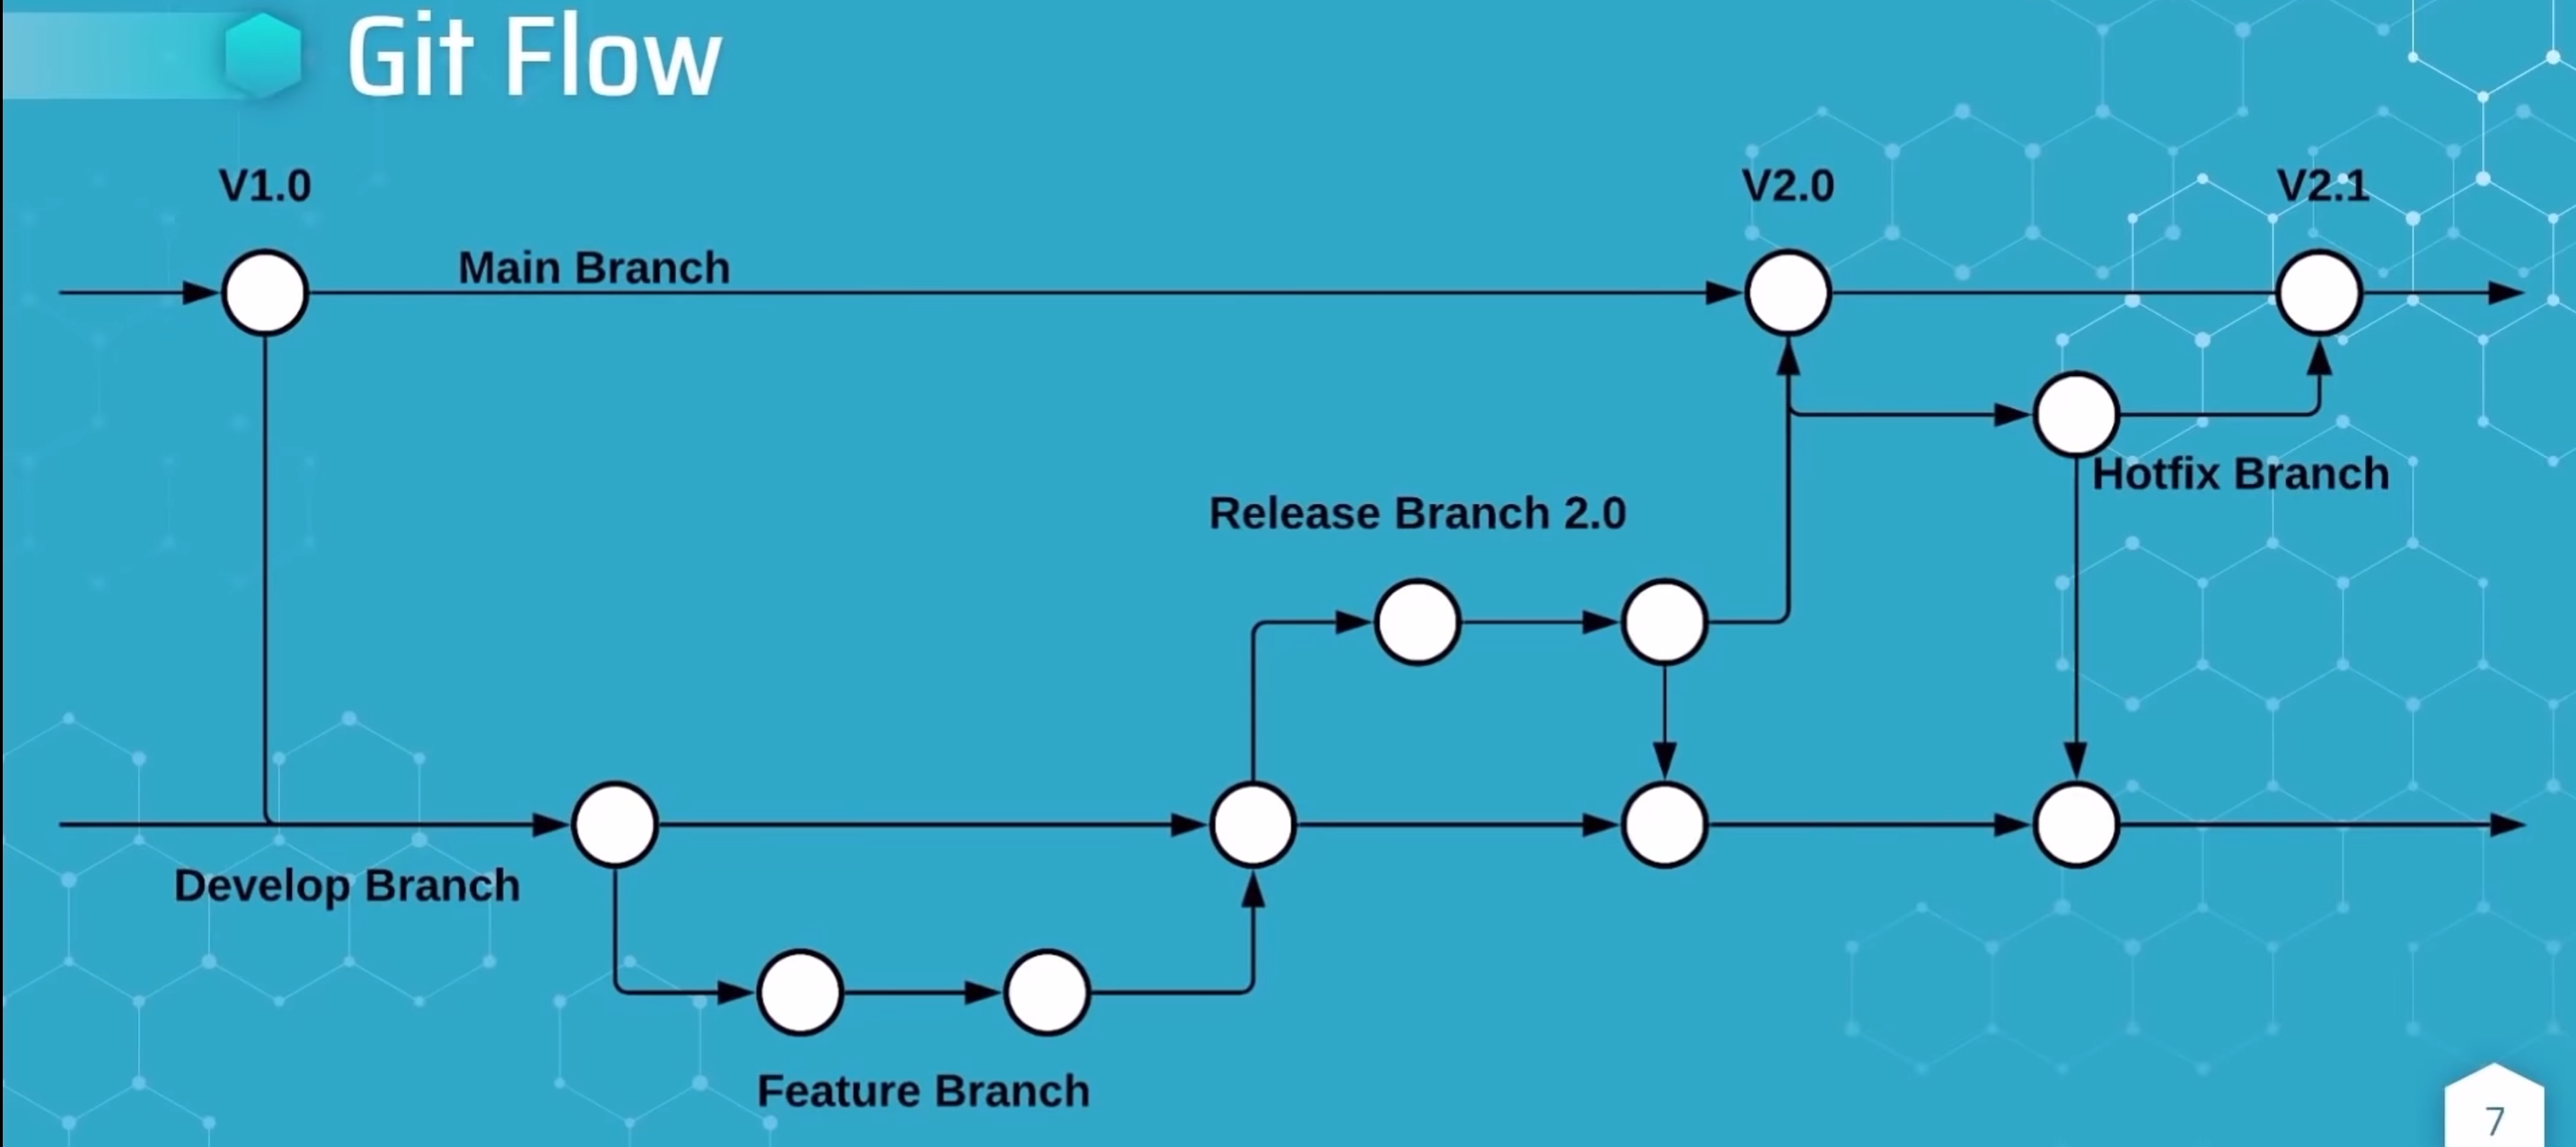 Git Flow
V1.0
V2.0
V2.1
Main Branch
Hotfix Branch
Release Branch 2.0
Develop Branch
Feature Branch
7